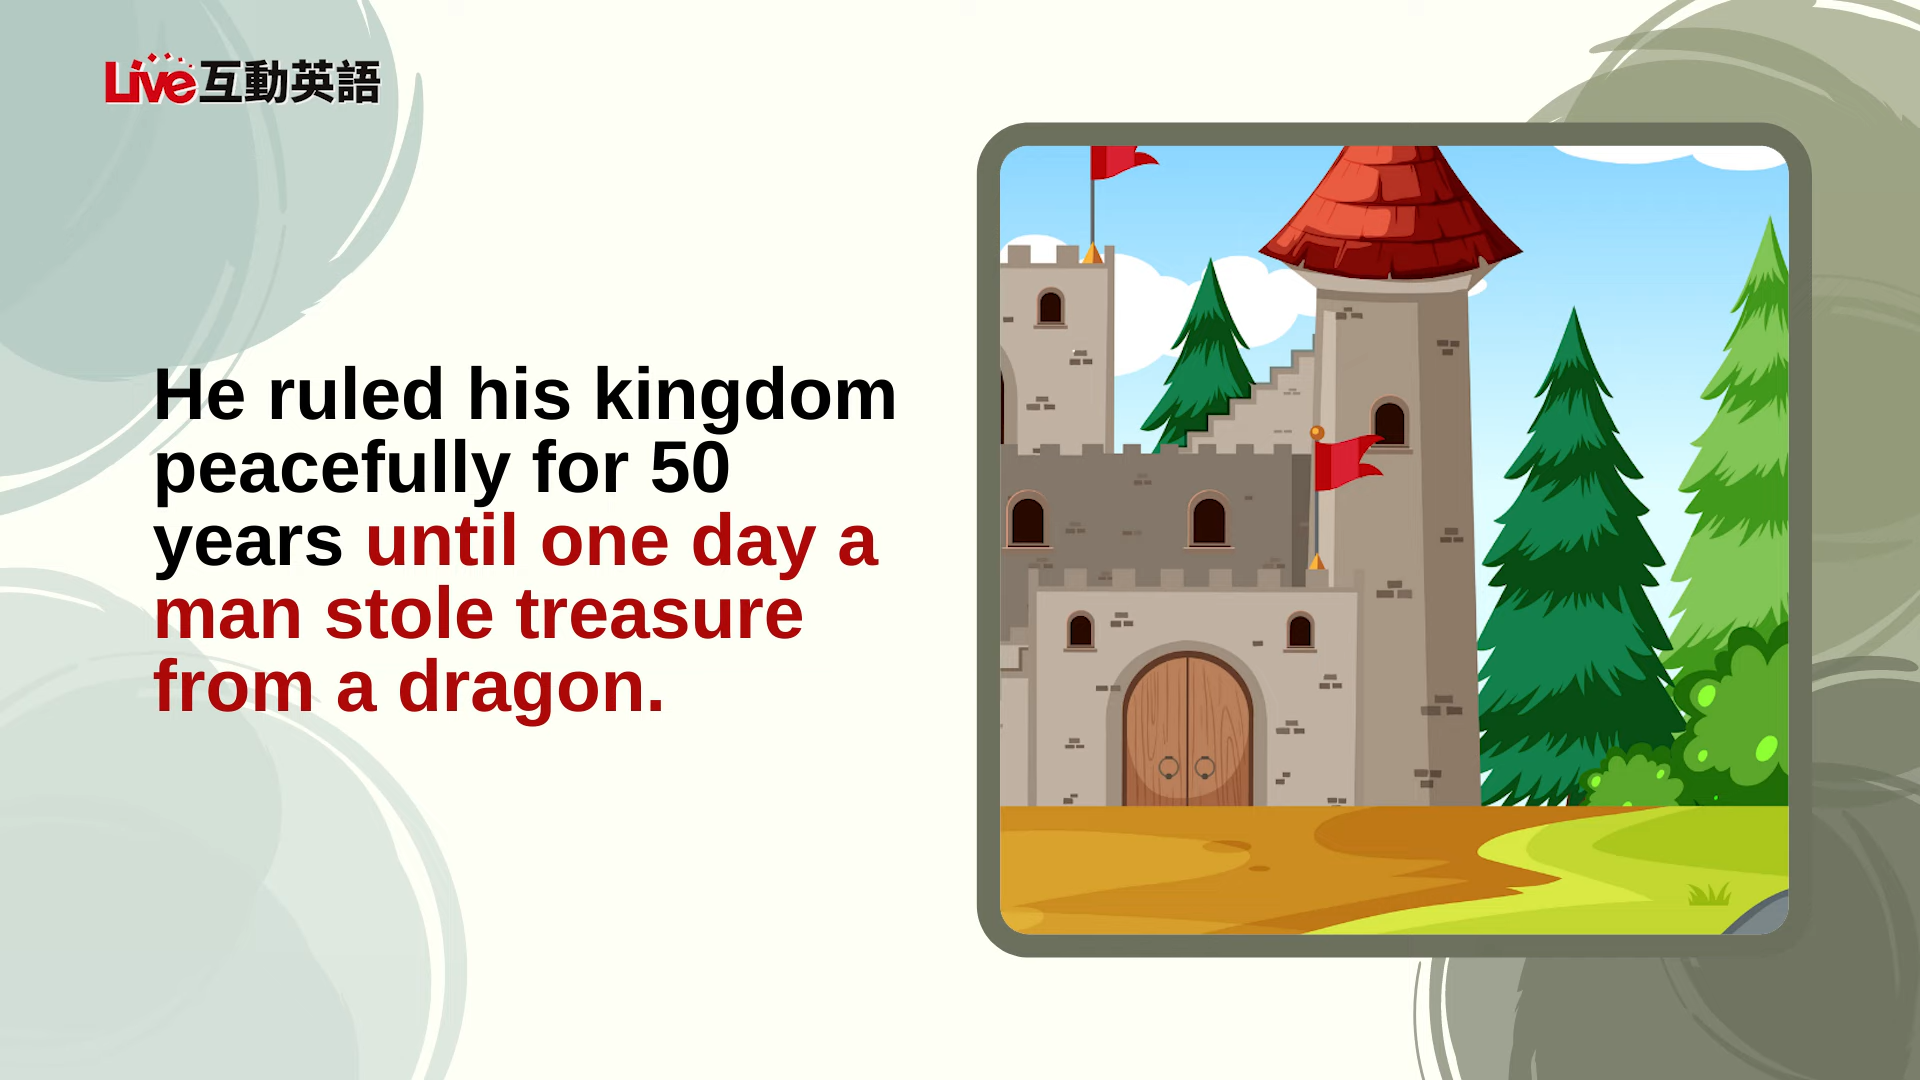 Live互動英語
He ruled his kingdom
peacefully for 50
years until one day a
man stole treasure
from a dragon.